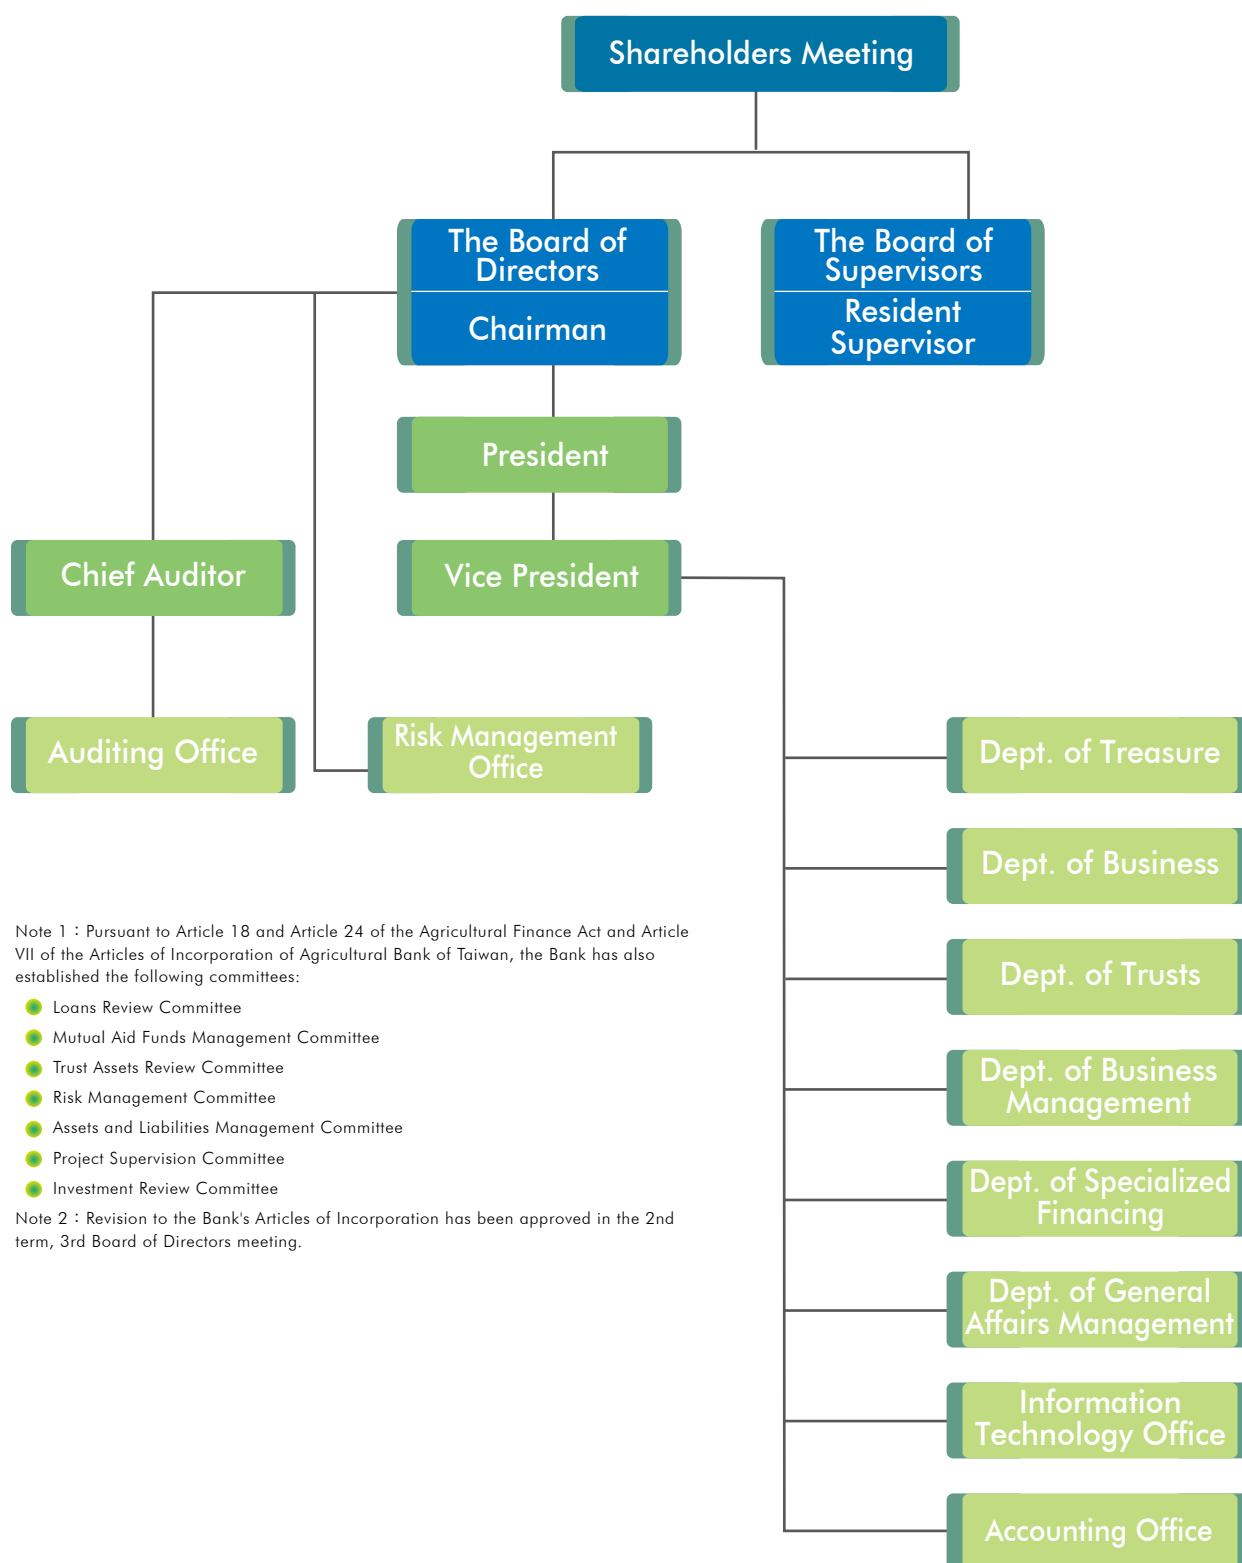 Shareholders Meeting
The Board of
Directors
Chairman
The Board of
Supervisors
Resident
Supervisor
President
Chief Auditor
Vice President
Auditing Office
Risk Management
Office
Dept. of Treasure
Dept. of Business
Dept. of Trusts
Dept. of Business
Management
Dept. of Specialized
Financing
Dept. of General
Affairs Management
Information
Technology Office
Accounting Office
Note 1：Pursuant to Article 18 and Article 24 of the Agricultural Finance Act and Article
VII of the Articles of Incorporation of Agricultural Bank of Taiwan, the Bank has also
established the following committees:
Loans Review Committee
Mutual Aid Funds Management Committee
Trust Assets Review Committee
Risk Management Committee
Assets and Liabilities Management Committee
Project Supervision Committee
Investment Review Committee
Note 2：Revision to the Bank's Articles of Incorporation has been approved in the 2nd
term, 3rd Board of Directors meeting.